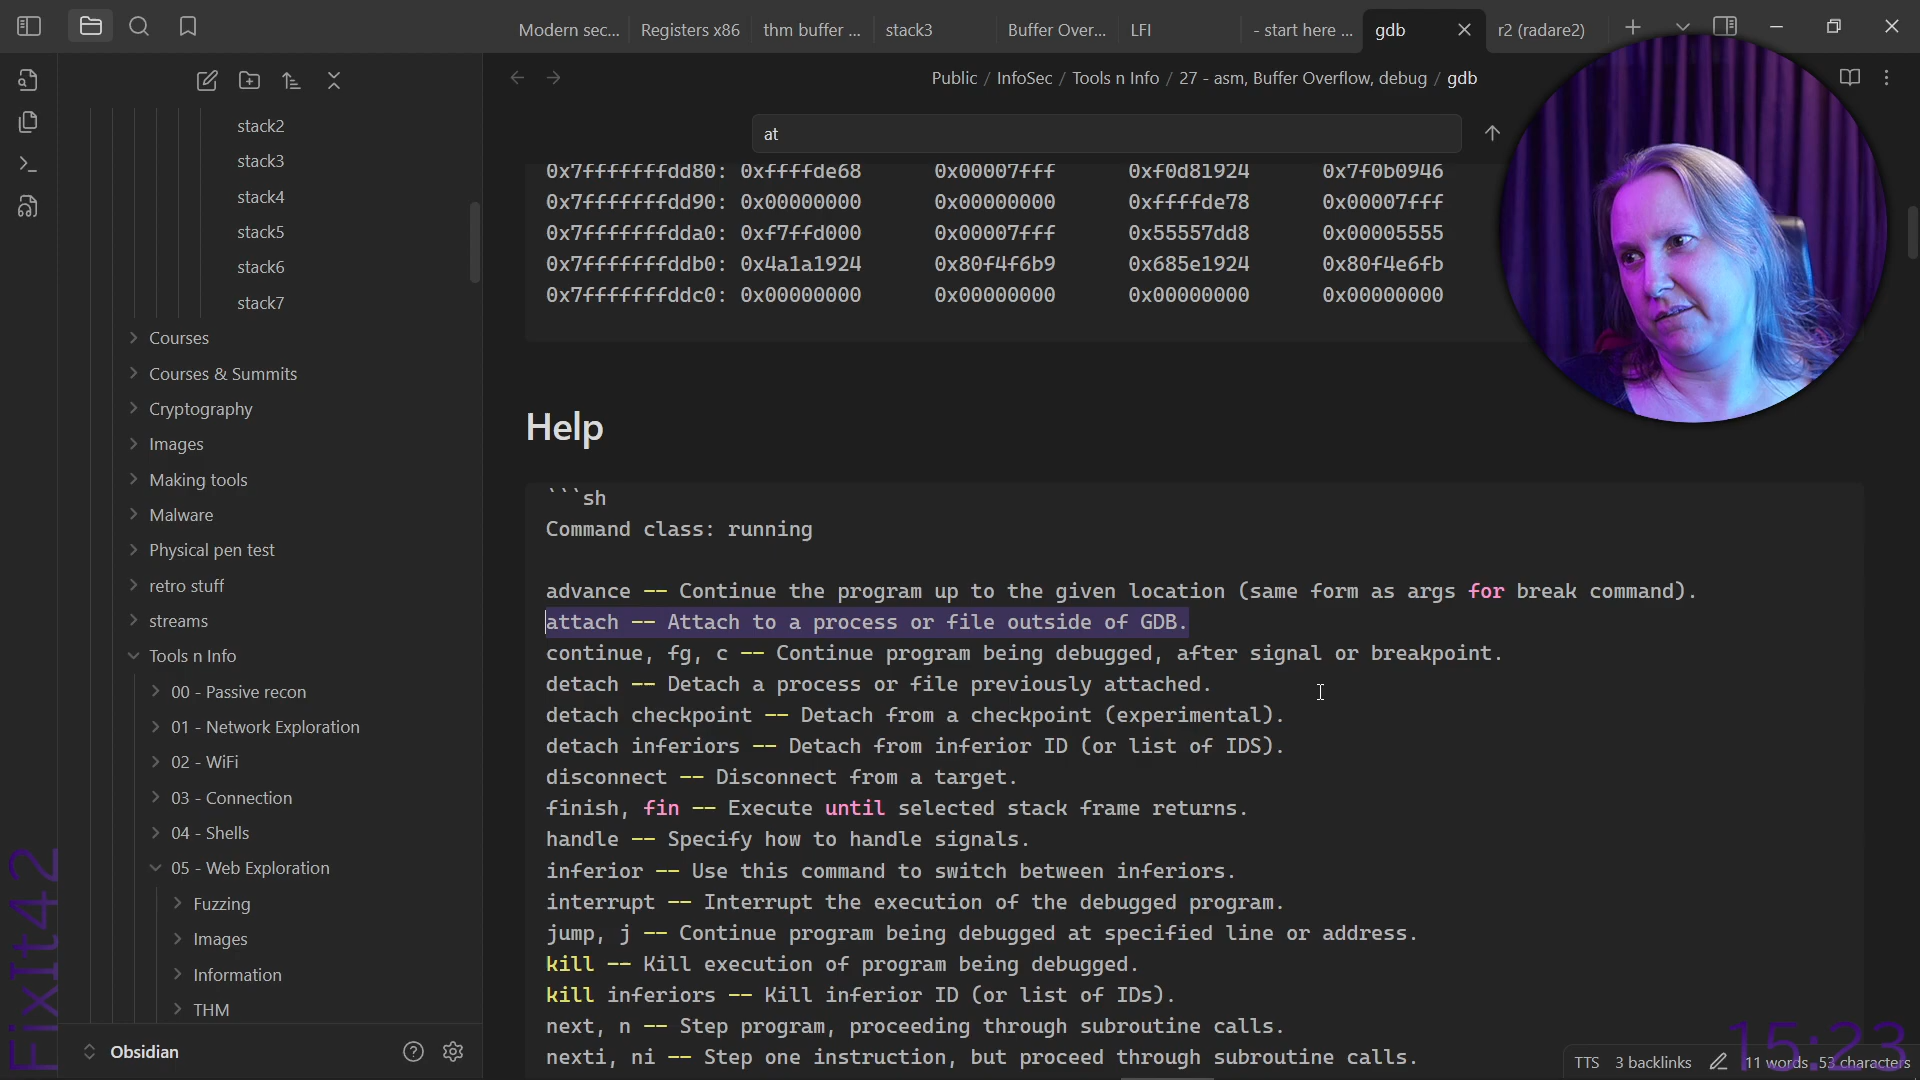 Modern sec...
Registers x86
thm buffer ...
stack3
Buffer Over...
LFI
- start here ...
gdb
r2 (radare2)
Public / InfoSec / Tools n Info / 27 - asm, Buffer Overflow, debug / gdb
at
stack2
stack3
stack4
stack5
stack6
stack7
Courses
Courses & Summits
Cryptography
Images
Making tools
Malware
Physical pen test
retro stuff
streams
Tools n Info
00 - Passive recon
01 - Network Exploration
02 - WiFi
03 - Connection
04 - Shells
05 - Web Exploration
Fuzzing
Images
Information
THM
Obsidian
FixIt42
0x7fffffffdd80: 0xffffde68 0x00007fff 0xf0d81924 0x7f0b0946
0x7fffffffdd90: 0x00000000 0x00000000 0xffffde78 0x00007fff
0x7fffffffdda0: 0xf7ffd000 0x00007fff 0x55557dd8 0x00005555
0x7fffffffddb0: 0x4a1a1924 0x80f4f6b9 0x685e1924 0x80f4e6fb
0x7fffffffddc0: 0x00000000 0x00000000 0x00000000 0x00000000
Help
```sh
Command class: running
advance -- Continue the program up to the given location (same form as args for break command).
attach -- Attach to a process or file outside of GDB.
continue, fg, c -- Continue program being debugged, after signal or breakpoint.
detach -- Detach a process or file previously attached.
detach checkpoint -- Detach from a checkpoint (experimental).
detach inferiors -- Detach from inferior ID (or list of IDS).
disconnect -- Disconnect from a target.
finish, fin -- Execute until selected stack frame returns.
handle -- Specify how to handle signals.
inferior -- Use this command to switch between inferiors.
interrupt -- Interrupt the execution of the debugged program.
jump, j -- Continue program being debugged at specified line or address.
kill -- Kill execution of program being debugged.
kill inferiors -- Kill inferior ID (or list of IDs).
next, n -- Step program, proceeding through subroutine calls.
nexti, ni -- Step one instruction, but proceed through subroutine calls.
TTS 3 backlinks 11 words 53 characters
15:23